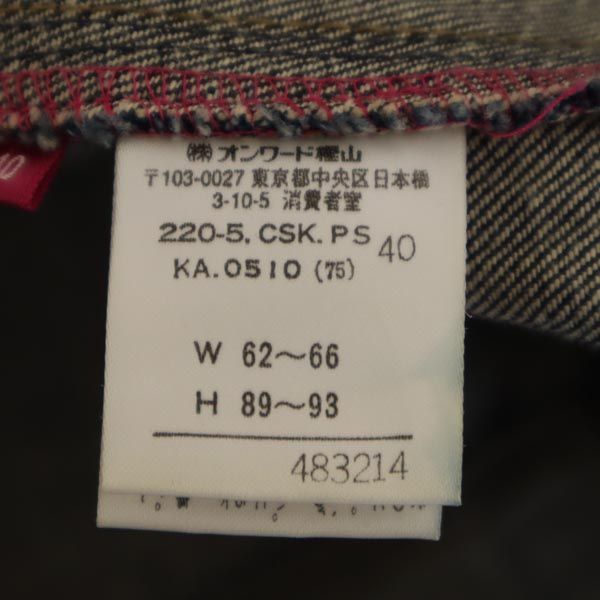 ㈱オンワード樫山
〒103-0027 東京都中央区日本橋
3-10-5 消費者室
220-5. CSK. PS 40
KA.0510 (75)
W 62～66
H 89～93
483214
40